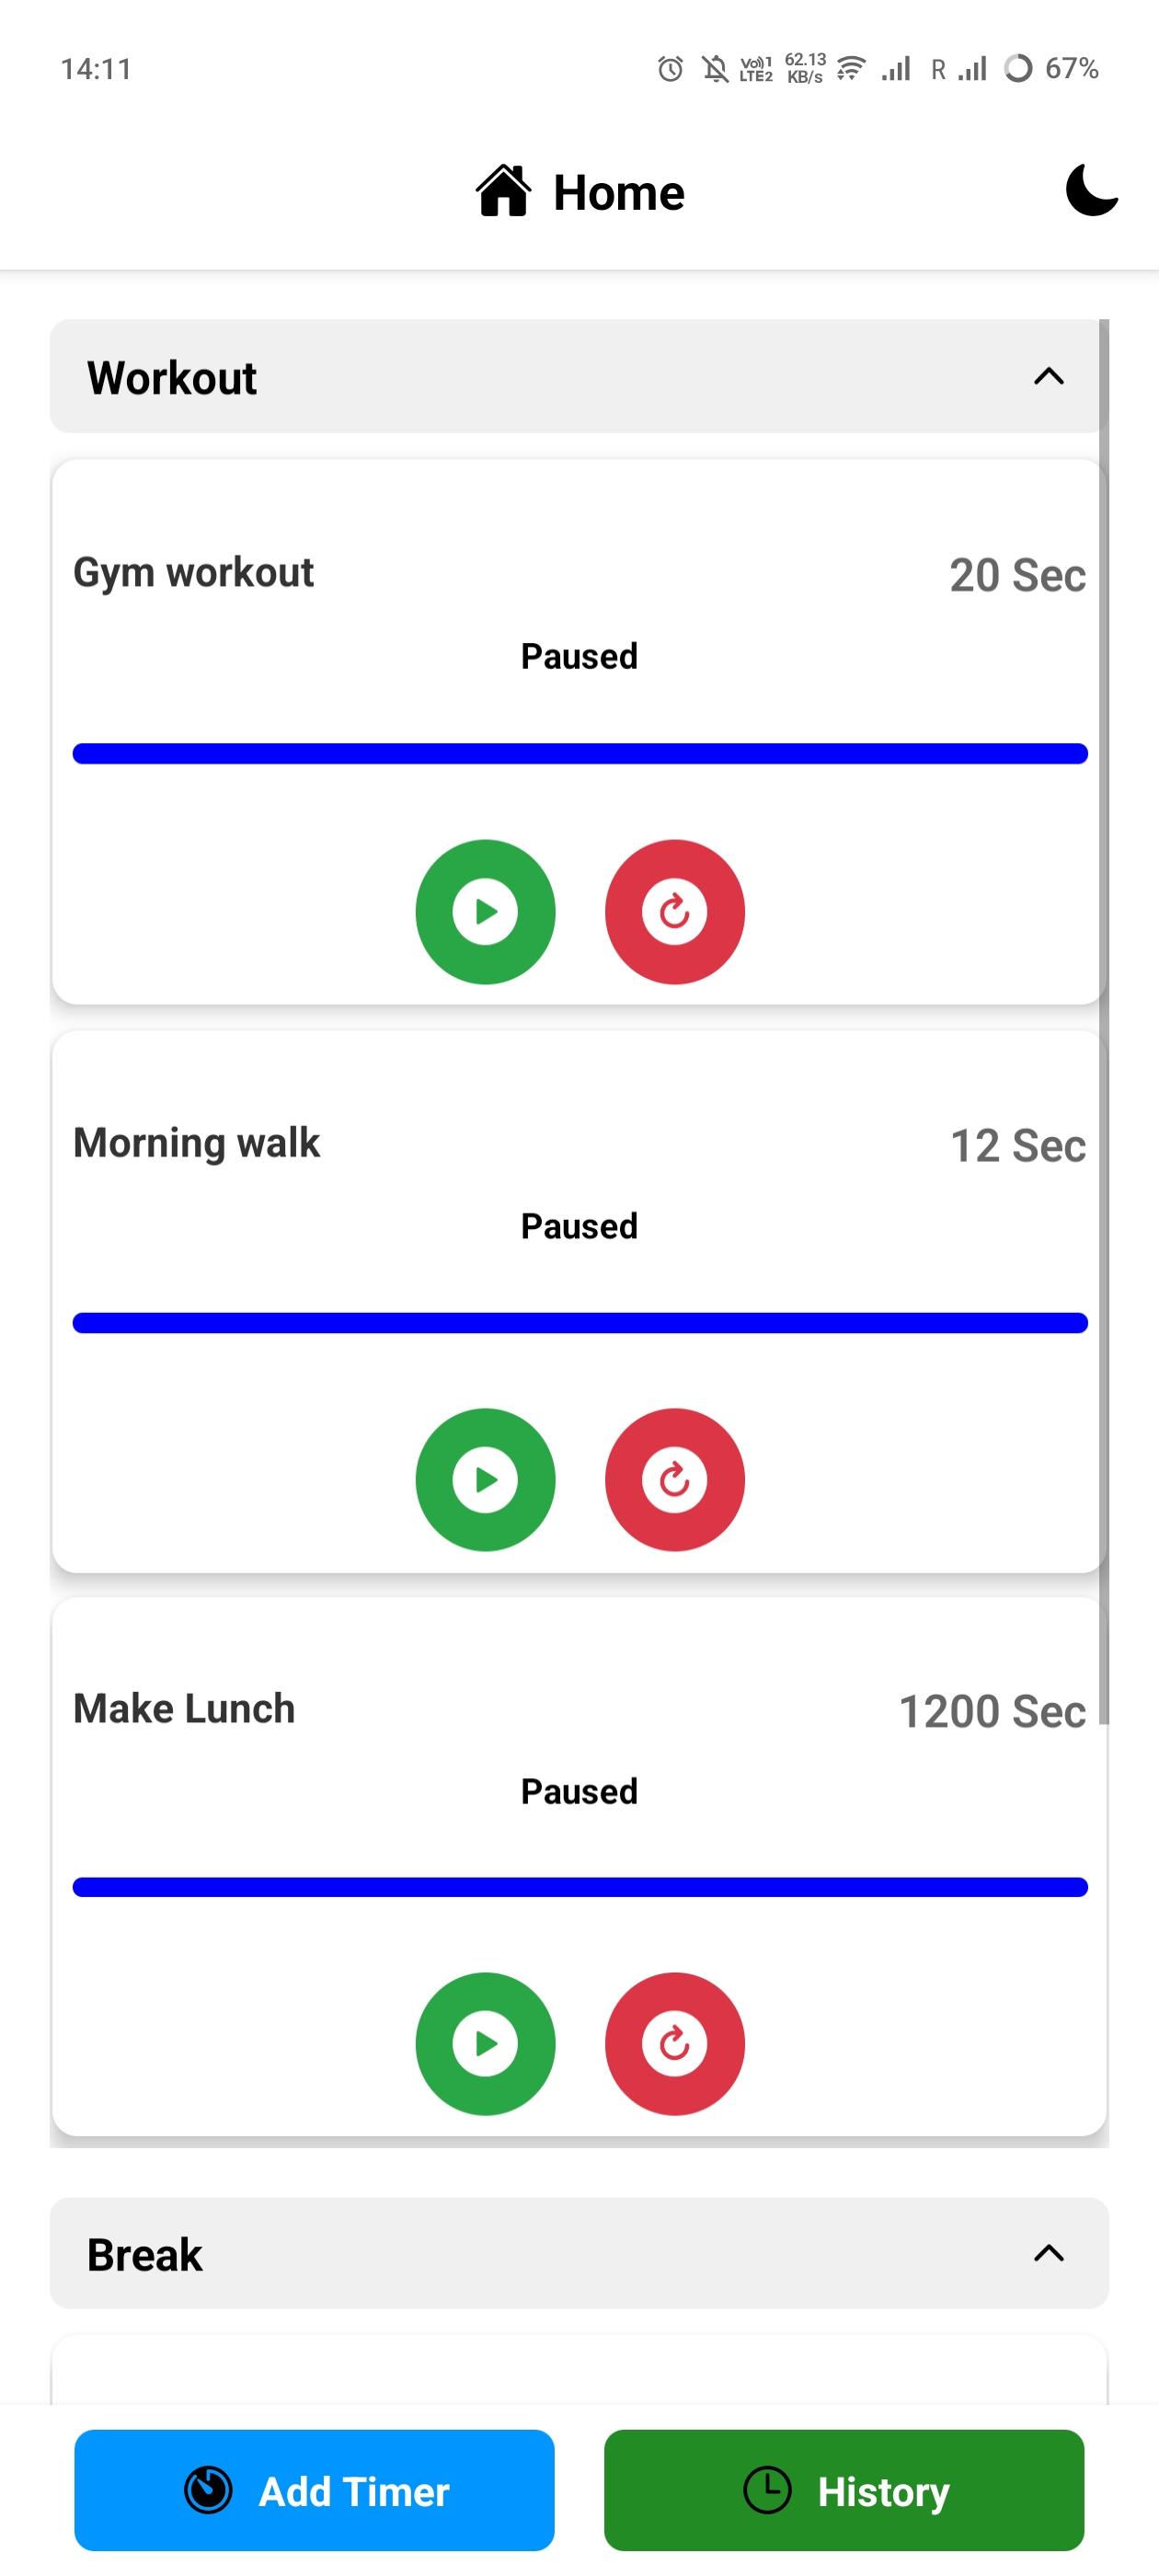 14:11 Vo)) 1 LTE2 62.13 KB/s R 67%
Home
Workout
Gym workout 20 Sec
Paused
Morning walk 12 Sec
Paused
Make Lunch 1200 Sec
Paused
Break
Add Timer History